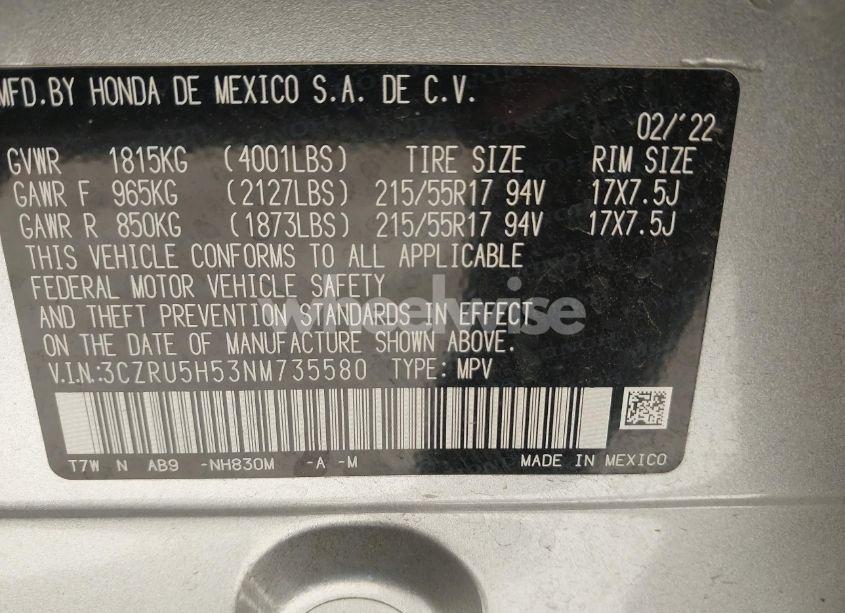 MFD.BY HONDA DE MEXICO S.A. DE C.V.
02/'22
GVWR 1815KG (4001LBS) TIRE SIZE RIM SIZE
GAWR F 965KG (2127LBS) 215/55R17 94V 17X7.5J
GAWR R 850KG (1873LBS) 215/55R17 94V 17X7.5J
THIS VEHICLE CONFORMS TO ALL APPLICABLE
FEDERAL MOTOR VEHICLE SAFETY
AND THEFT PREVENTION STANDARDS IN EFFECT
ON THE DATE OF MANUFACTURE SHOWN ABOVE.
V.I.N.:3CZRU5H53NM735580 TYPE: MPV
T7W N AB9 -NH830M -A -M MADE IN MEXICO
wheelwise